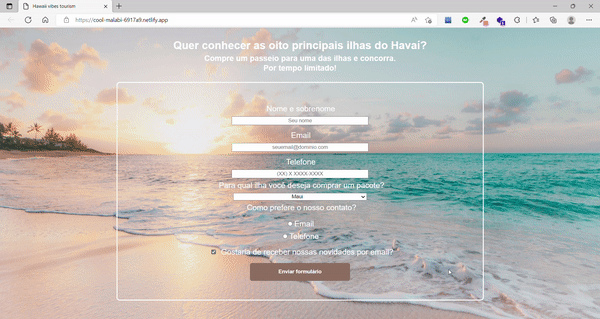 Hawaii vibes tourism
https://cool-malabi-6917a9.netlify.app
Quer conhecer as oito principais ilhas do Havai?
Compre um passeio para uma das ilhas e concorra.
Por tempo limitado!
Nome e sobrenome
Seu nome
Email
seuemail@dominio.com
Telefone
(XX) X XXXX-XXXX
Para qual ilha você deseja comprar um pacote?
Maui
Como prefere o nosso contato?
Email
Telefone
Gostaria de receber nossas novidades por email?
Enviar formulário